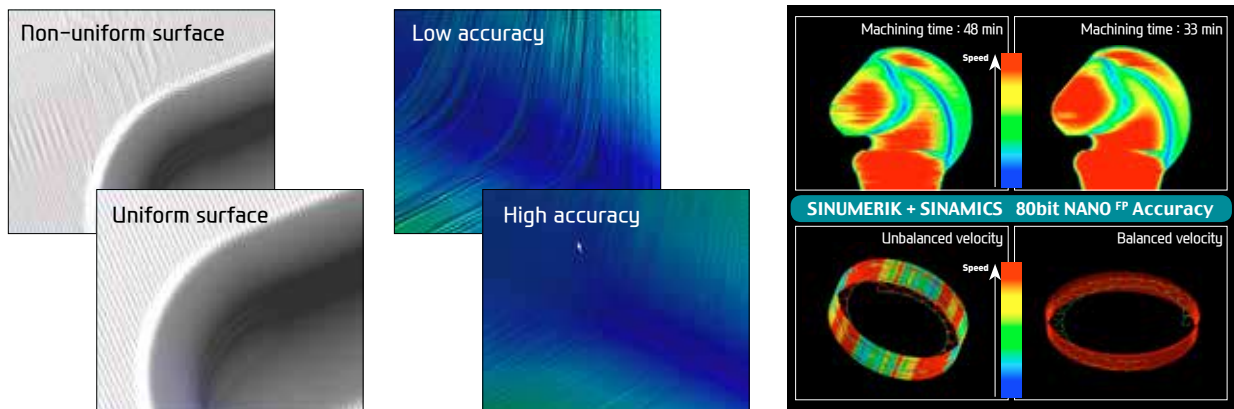 Non-uniform surface
Uniform surface
Low accuracy
High accuracy
Machining time : 48 min
Machining time : 33 min
Speed
SINUMERIK + SINAMICS 80bit NANO FP Accuracy
Unbalanced velocity
Balanced velocity
Speed